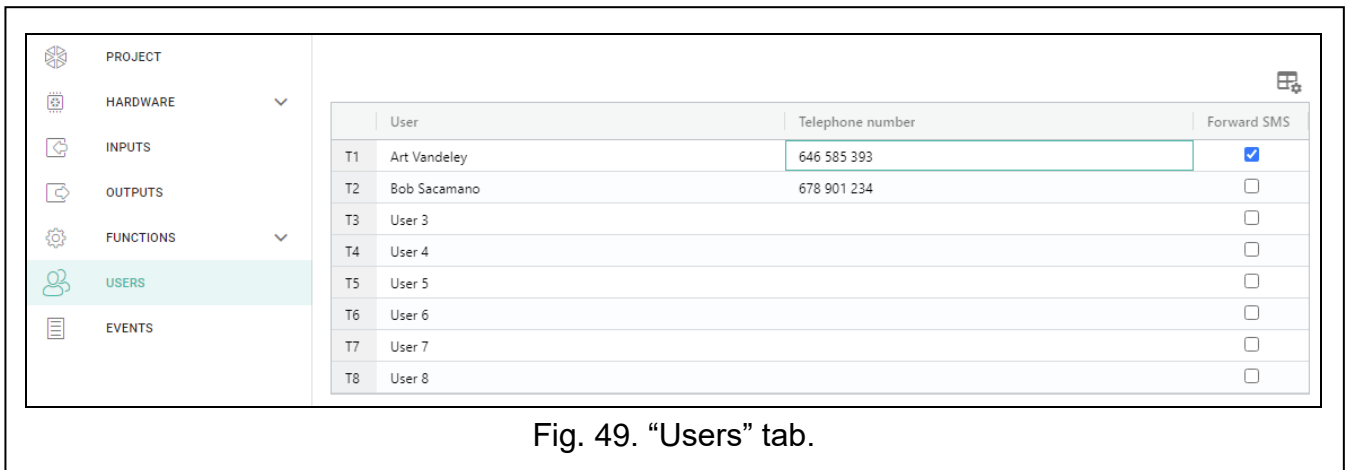 PROJECT
HARDWARE
INPUTS
OUTPUTS
FUNCTIONS
USERS
EVENTS
User Telephone number Forward SMS
T1 Art Vandeley 646 585 393
T2 Bob Sacamano 678 901 234
T3 User 3
T4 User 4
T5 User 5
T6 User 6
T7 User 7
T8 User 8
Fig. 49. “Users” tab.